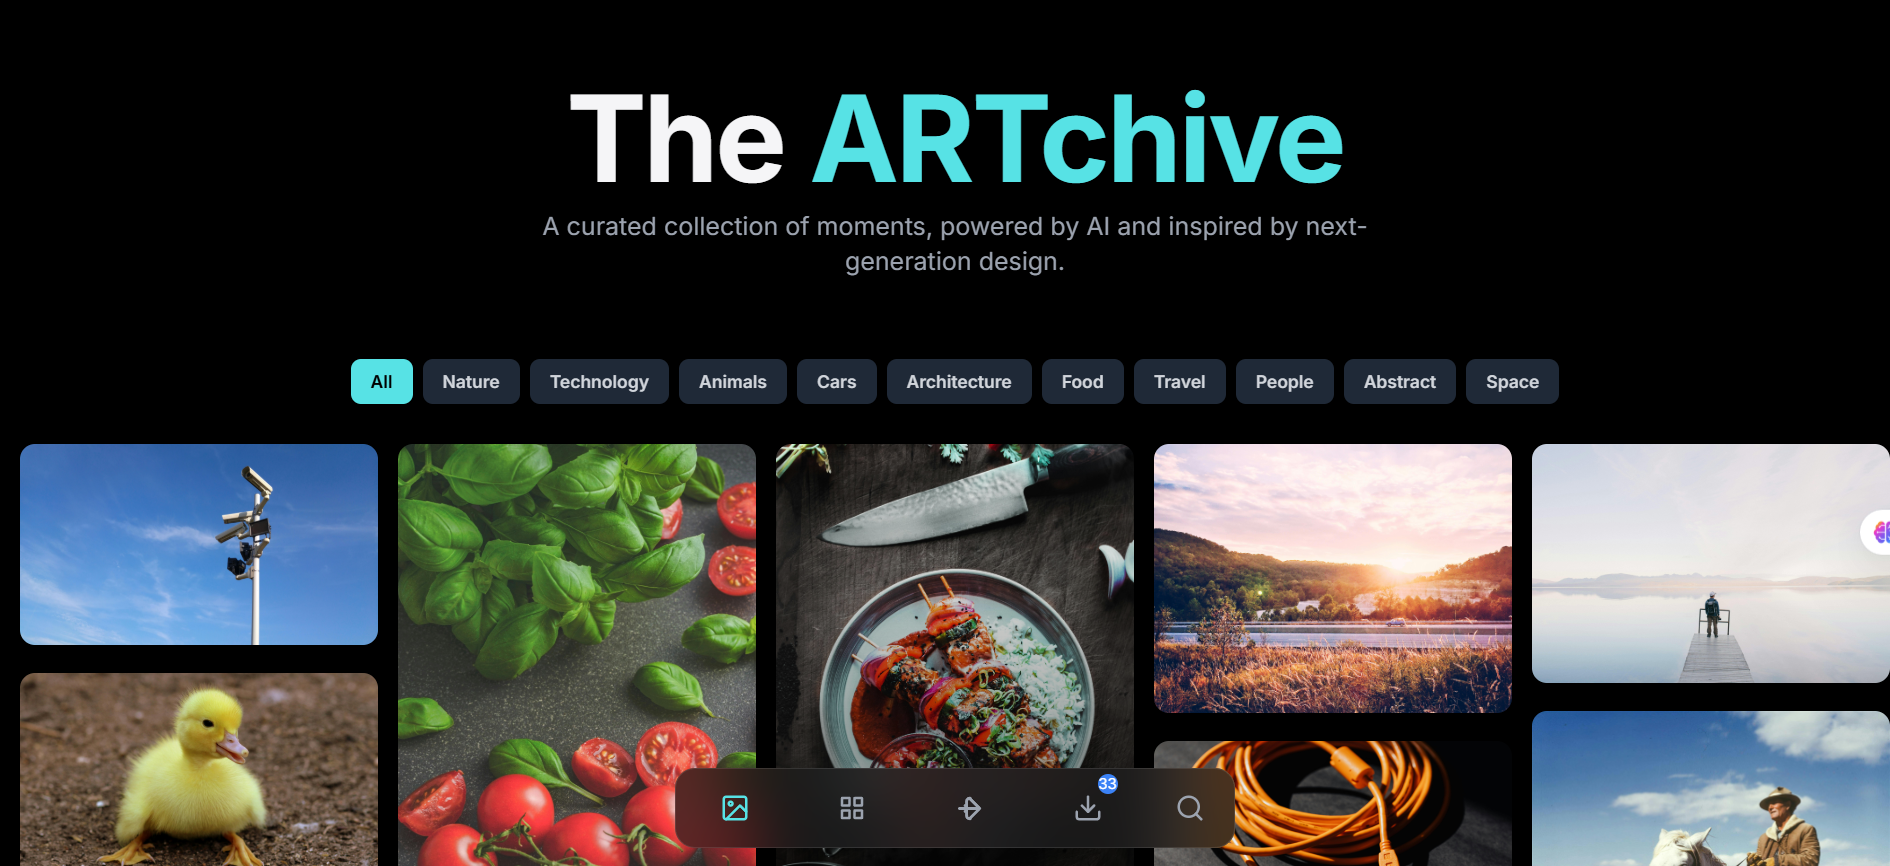 The ARTchive
A curated collection of moments, powered by AI and inspired by next-
generation design.
All Nature Technology Animals Cars Architecture Food Travel People Abstract Space
33